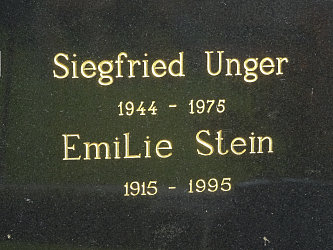 Siegfried Unger
1944 - 1975
EmiLie Stein
1915 - 1995